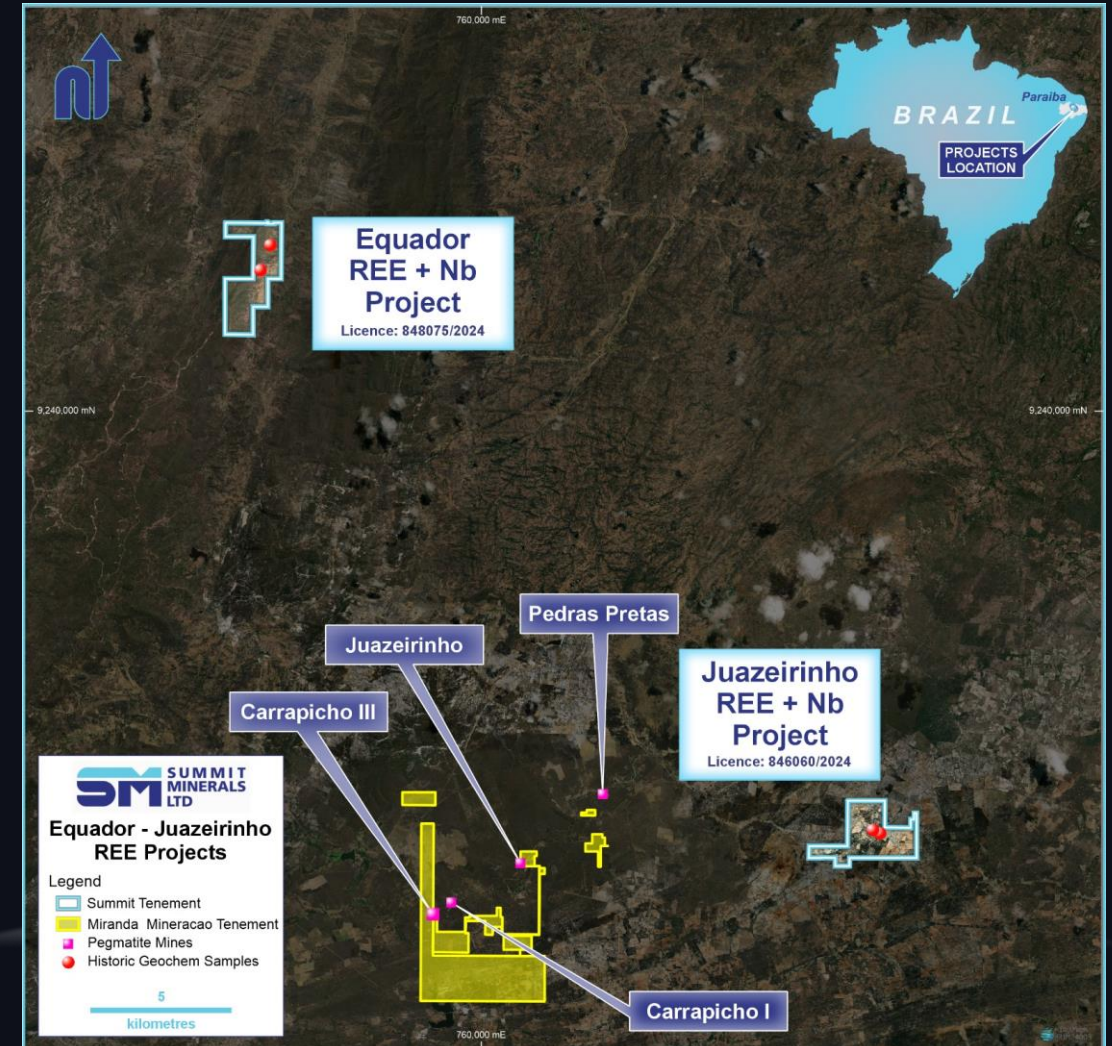 760,000 mE
n
Paraiba
BRAZIL
PROJECTS
LOCATION
Equador
REE + Nb
Project
Licence: 848075/2024
9,240,000 mN
9,240,000 mN
Pedras Pretas
Juazeirinho
Carrapicho III
Juazeirinho
REE + Nb
Project
Licence: 846060/2024
SM SUMMIT
MINERALS
LTD
Equador - Juazeirinho
REE Projects
Legend
Summit Tenement
Miranda Mineracao Tenement
Pegmatite Mines
Historic Geochem Samples
5
kilometres
Carrapicho I
760,000 mE